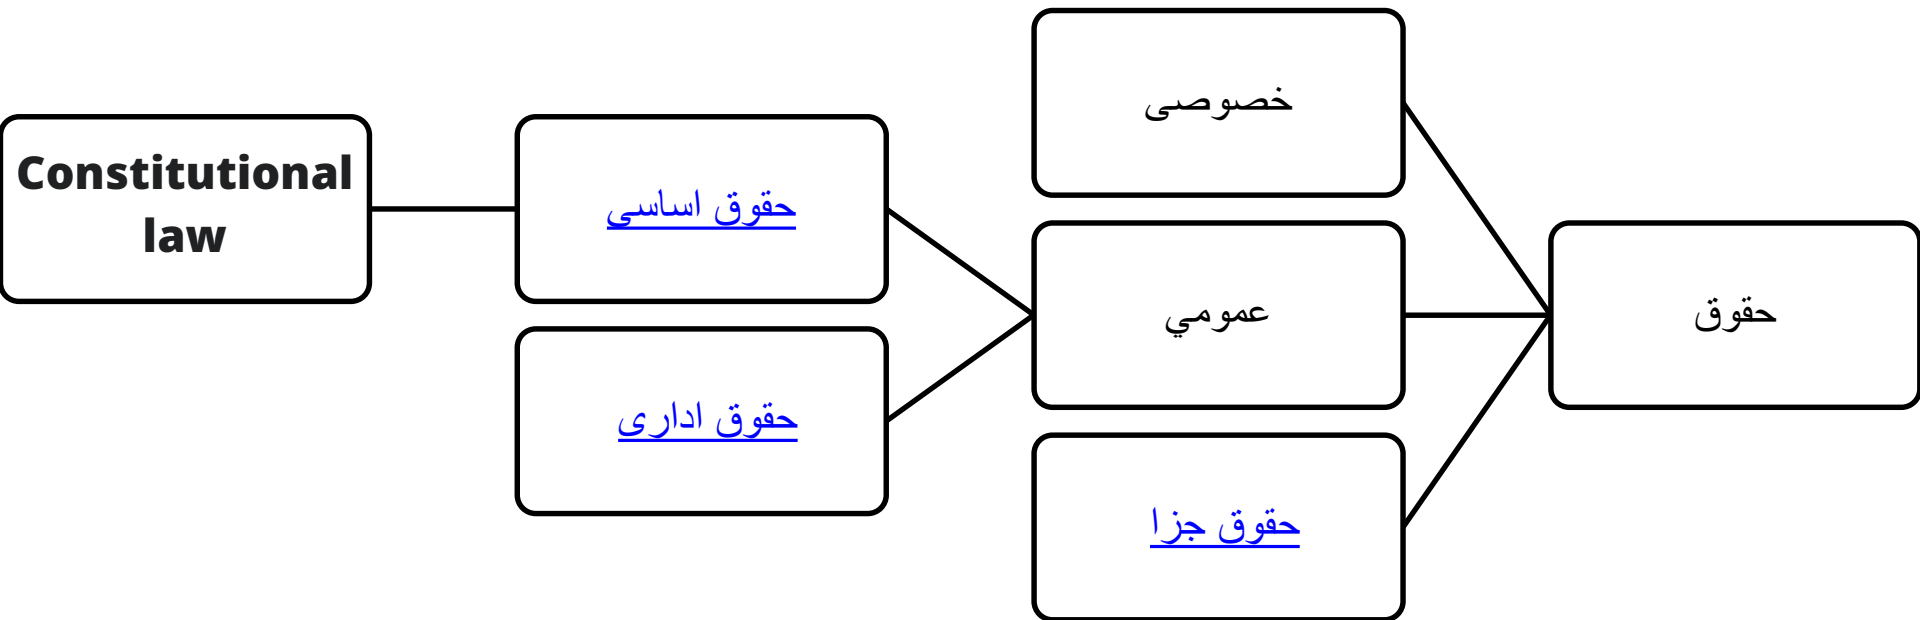 حقوق
خصوصی
عمومي
حقوق جزا
حقوق اساسی
حقوق اداری
Constitutional
law